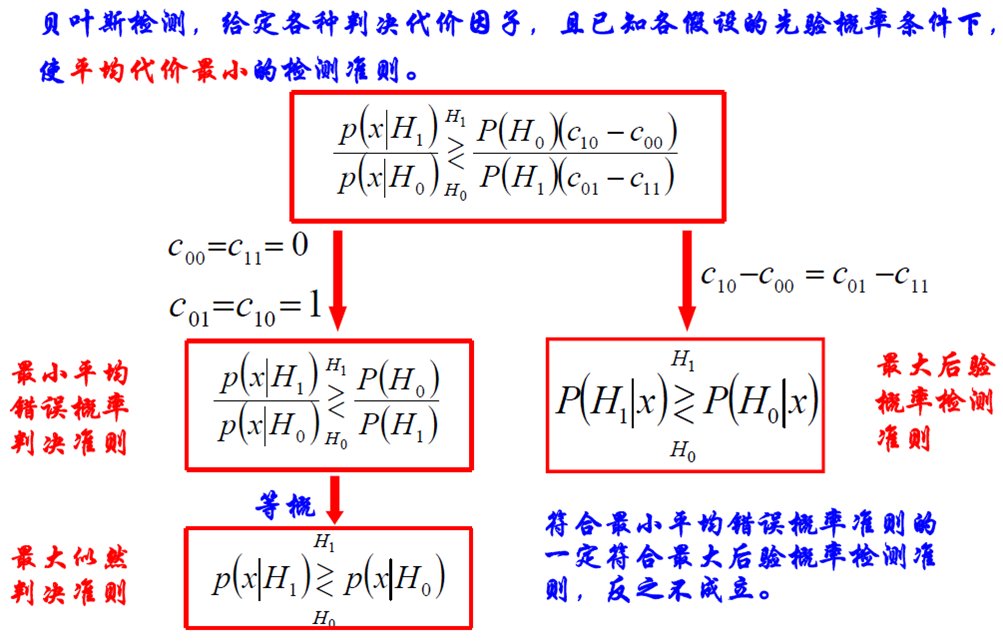 贝叶斯检测，给定各种判决代价因子，且已知各假设的先验概率条件下，
使平均代价最小的检测准则。
\frac{p(x|H_1)}{p(x|H_0)} \underset{H_0}{\overset{H_1}{\gtrless}} \frac{P(H_0)(c_{10}-c_{00})}{P(H_1)(c_{01}-c_{11})}
c_{00}=c_{11}=0
c_{01}=c_{10}=1
c_{10}-c_{00}=c_{01}-c_{11}
最小平均
错误概率
判决准则
\frac{p(x|H_1)}{p(x|H_0)} \underset{H_0}{\overset{H_1}{\gtrless}} \frac{P(H_0)}{P(H_1)}
P(H_1|x) \underset{H_0}{\overset{H_1}{\gtrless}} P(H_0|x)
最大后验
概率检测
准则
等概
最大似然
判决准则
p(x|H_1) \underset{H_0}{\overset{H_1}{\gtrless}} p(x|H_0)
符合最小平均错误概率准则的
一定符合最大后验概率检测准
则，反之不成立。